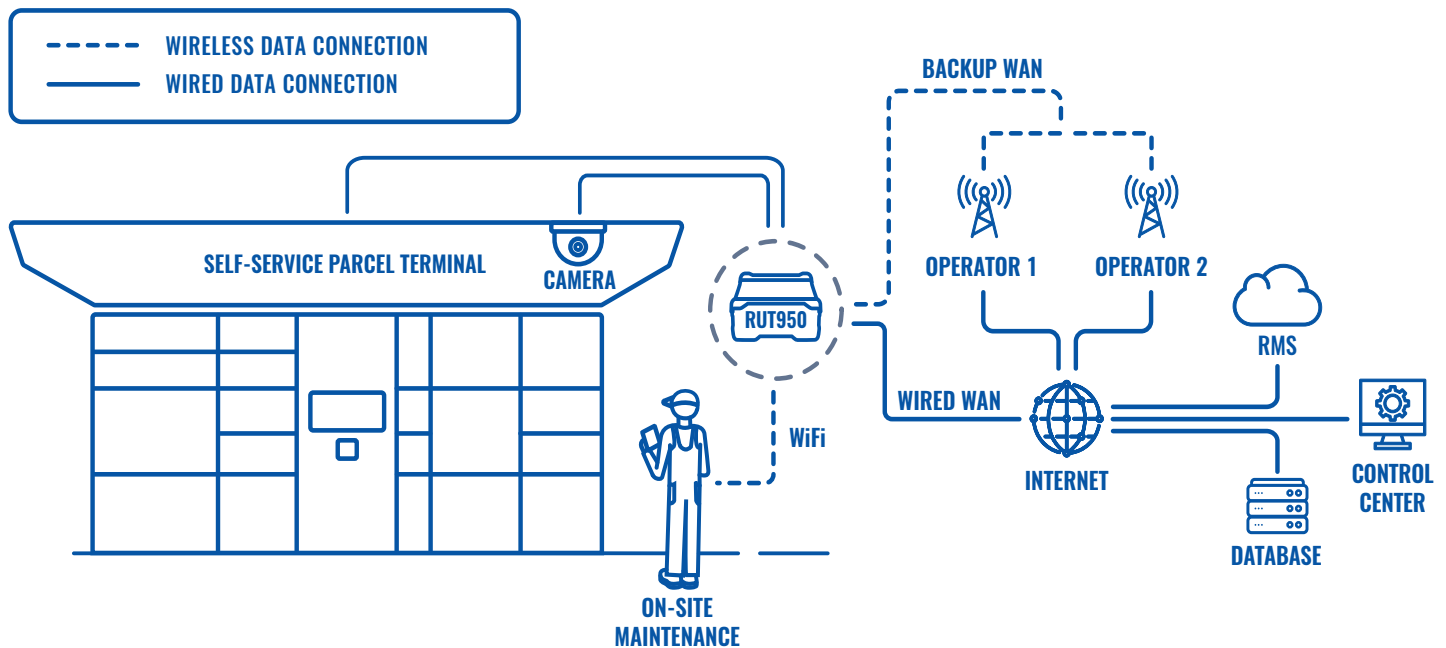 WIRELESS DATA CONNECTION
WIRED DATA CONNECTION
BACKUP WAN
SELF-SERVICE PARCEL TERMINAL
CAMERA
RUT950
OPERATOR 1
OPERATOR 2
RMS
WIRED WAN
WiFi
INTERNET
CONTROL
CENTER
DATABASE
ON-SITE
MAINTENANCE